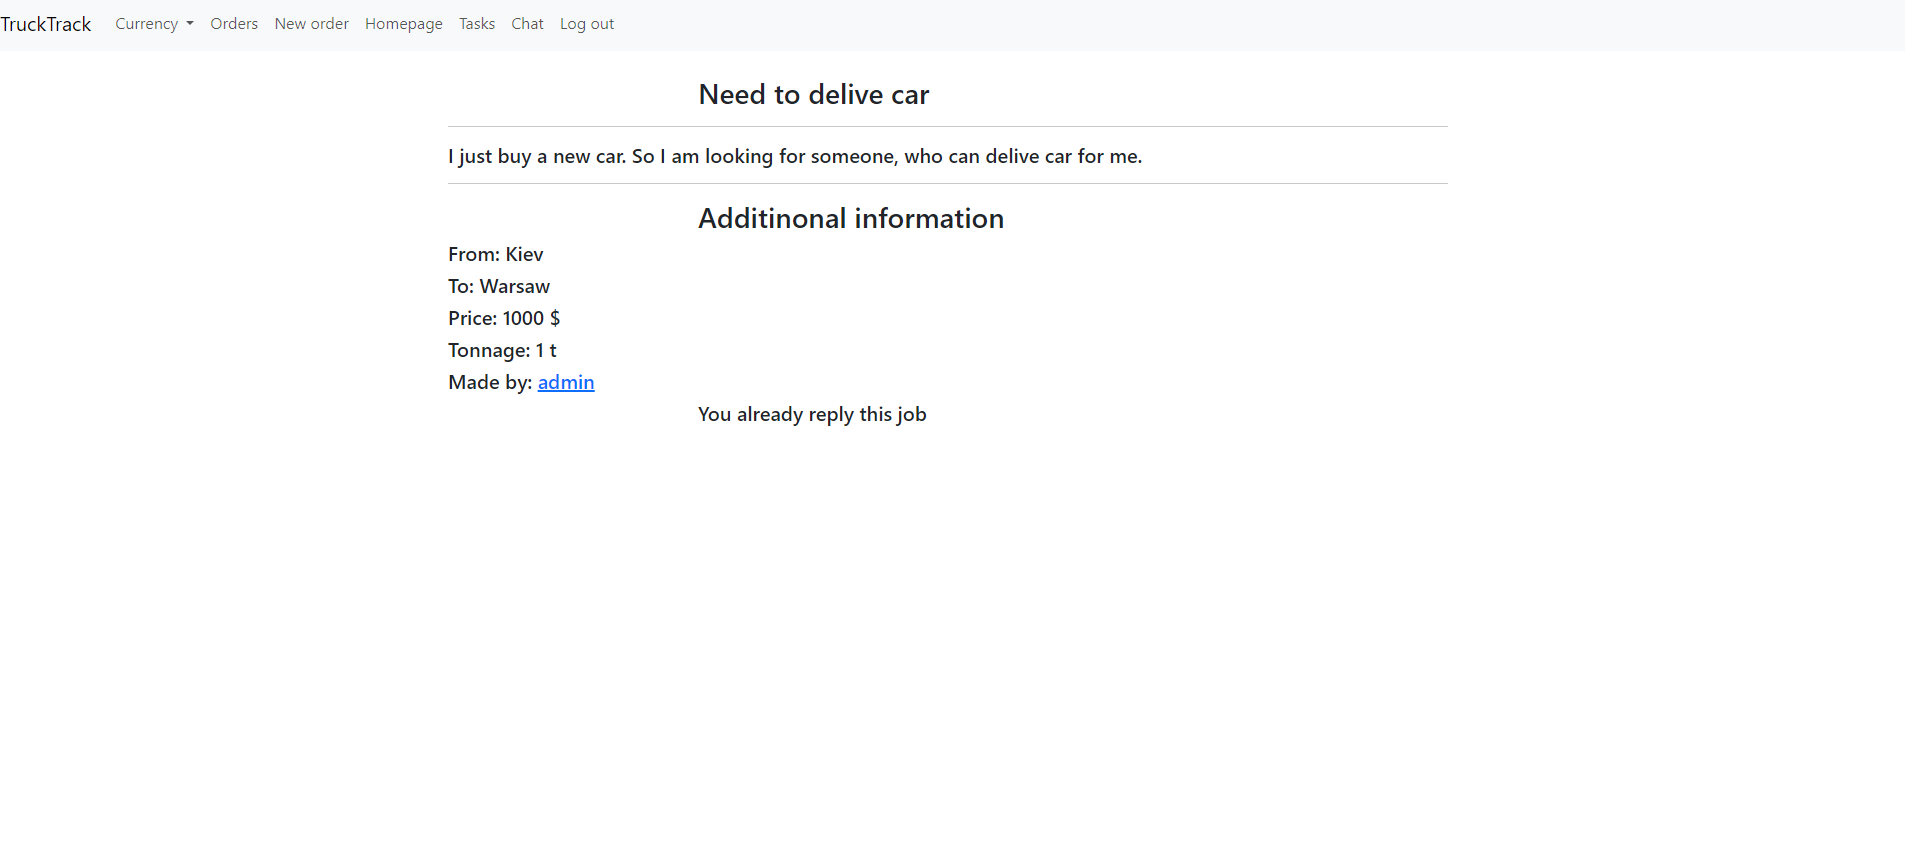 TruckTrack Currency Orders New order Homepage Tasks Chat Log out
Need to delive car
I just buy a new car. So I am looking for someone, who can delive car for me.
Additinonal information
From: Kiev
To: Warsaw
Price: 1000 $
Tonnage: 1 t
Made by: admin
You already reply this job